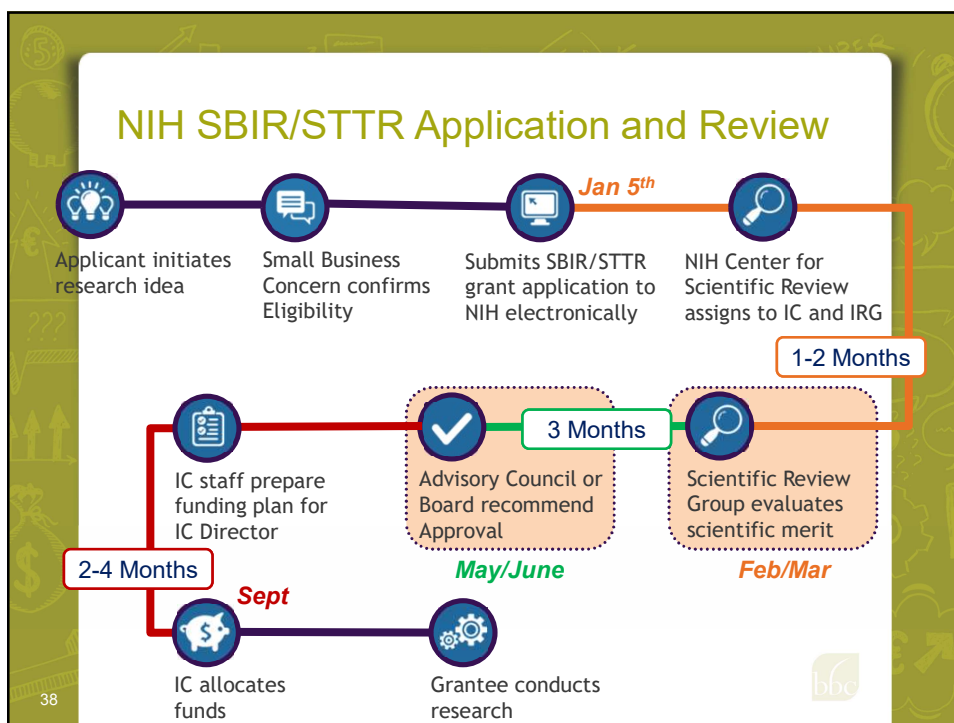 NIH SBIR/STTR Application and Review
Jan 5th
Applicant initiates
research idea
Small Business
Concern confirms
Eligibility
Submits SBIR/STTR
grant application to
NIH electronically
NIH Center for
Scientific Review
assigns to IC and IRG
1-2 Months
Scientific Review
Group evaluates
scientific merit
Feb/Mar
3 Months
Advisory Council or
Board recommend
Approval
May/June
IC staff prepare
funding plan for
IC Director
2-4 Months
Sept
$
IC allocates
funds
Grantee conducts
research
38
bbc
???